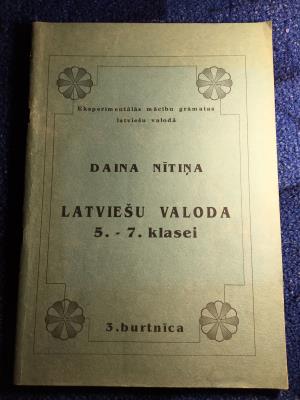 Eksperimentālās mācību grāmatas
latviešu valodā
DAINA NĪTIŅA
LATVIEŠU VALODA
5. - 7. klasei
3.burtnīca